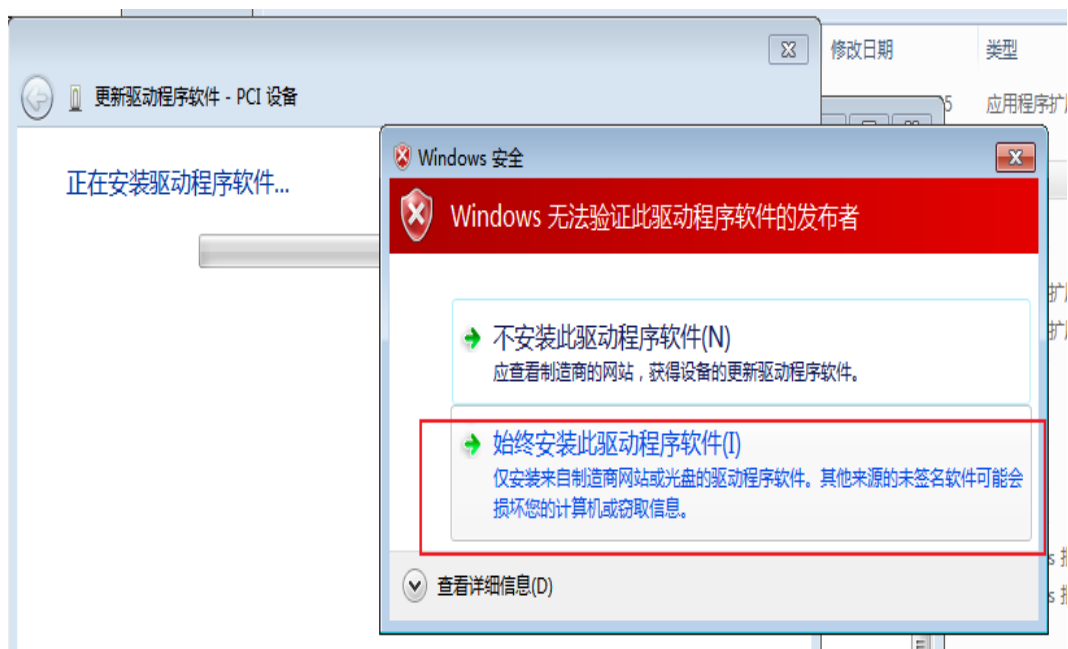 修改日期
类型
更新驱动程序软件 - PCI 设备
5
应用程序扩
Windows 安全
正在安装驱动程序软件...
Windows 无法验证此驱动程序软件的发布者
扩
不安装此驱动程序软件(N)
扩
应查看制造商的网站，获得设备的更新驱动程序软件。
始终安装此驱动程序软件(I)
仅安装来自制造商网站或光盘的驱动程序软件。其他来源的未签名软件可能会
损坏您的计算机或窃取信息。
s
查看详细信息(D)
s